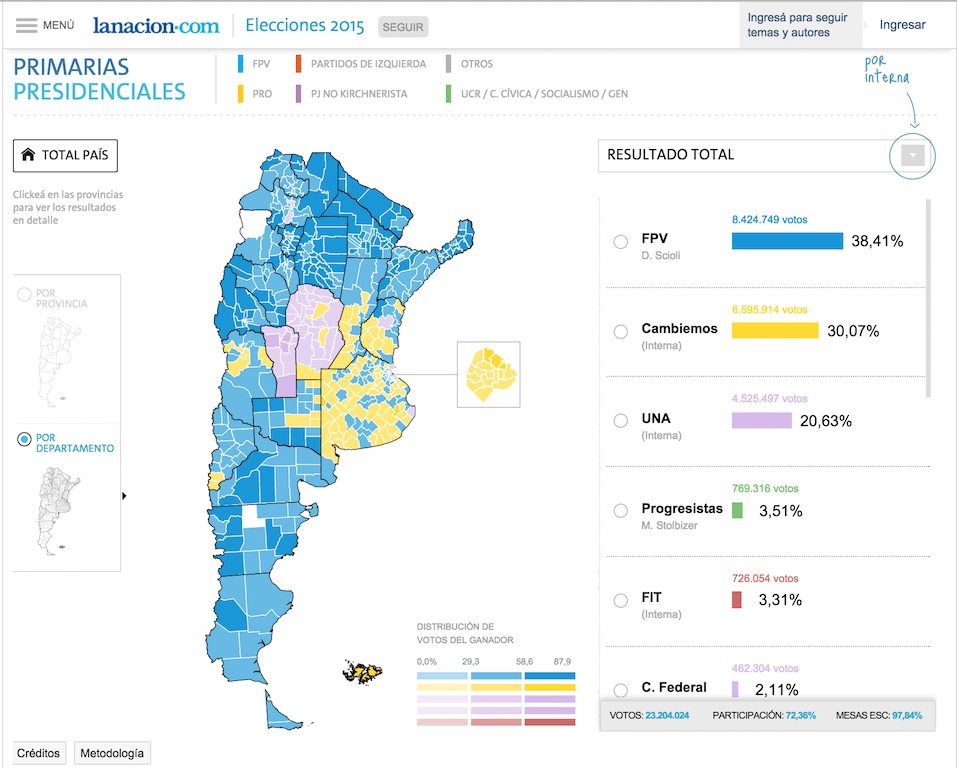 MENÚ
lanacion.com
Elecciones 2015
SEGUIR
Ingresá para seguir
temas y autores
Ingresar
PRIMARIAS
PRESIDENCIALES
FPV
PARTIDOS DE IZQUIERDA
OTROS
PRO
PJ NO KIRCHNERISTA
UCR / C. CÍVICA / SOCIALISMO / GEN
por
interna
TOTAL PAÍS
Clickeá en las provincias
para ver los resultados
en detalle
POR
PROVINCIA
POR
DEPARTAMENTO
RESULTADO TOTAL
8.424.749 votos
FPV
38,41%
D. Scioli
6.595.914 votos
Cambiemos
30,07%
(Interna)
4.525.497 votos
UNA
20,63%
(Interna)
769.316 votos
Progresistas
3,51%
M. Stolbizer
726.054 votos
FIT
3,31%
(Interna)
462.304 votos
C. Federal
2,11%
DISTRIBUCIÓN DE
VOTOS DEL GANADOR
0,0% 29,3 58,6 87,9
VOTOS: 23.204.024 PARTICIPACIÓN: 72,36% MESAS ESC: 97,84%
Créditos
Metodología